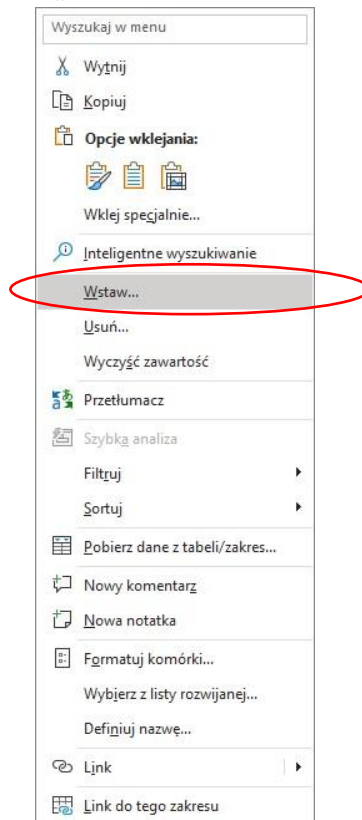 Wyszukaj w menu
Wytnij
Kopiuj
Opcje wklejania:
Wklej specjalnie...
Inteligentne wyszukiwanie
Wstaw...
Usuń...
Wyczyść zawartość
Przetłumacz
Szybka analiza
Filtruj
Sortuj
Pobierz dane z tabeli/zakres...
Nowy komentarz
Nowa notatka
Formatuj komórki...
Wybierz z listy rozwijanej...
Definiuj nazwę...
Link
Link do tego zakresu